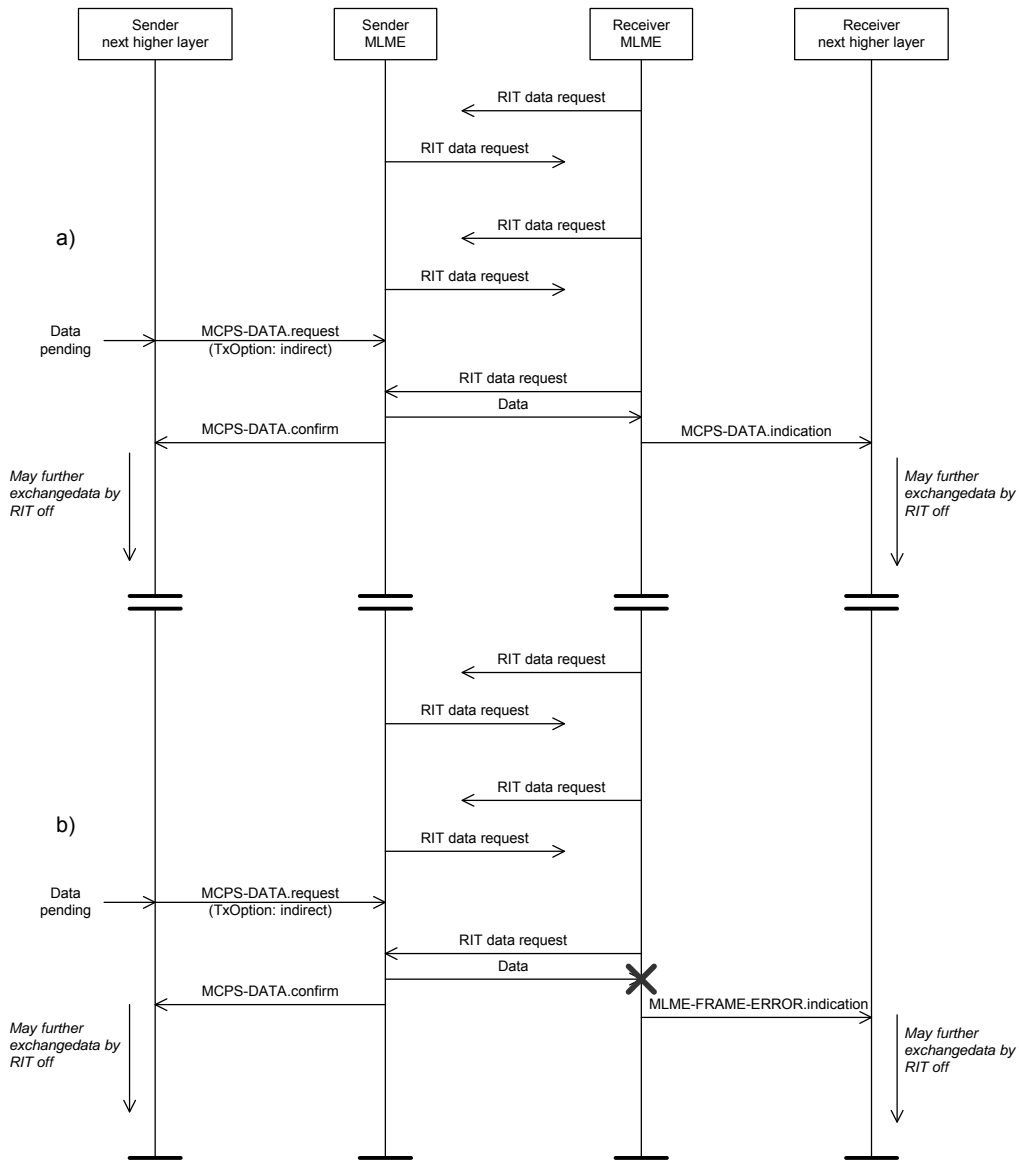 Sender
next higher layer
Sender
MLME
Receiver
MLME
Receiver
next higher layer
RIT data request
RIT data request
RIT data request
a)
RIT data request
Data
pending
MCPS-DATA.request
(TxOption: indirect)
RIT data request
Data
MCPS-DATA.confirm
MCPS-DATA.indication
May further
exchangedata by
RIT off
May further
exchangedata by
RIT off
RIT data request
RIT data request
RIT data request
b)
RIT data request
Data
pending
MCPS-DATA.request
(TxOption: indirect)
RIT data request
Data
MCPS-DATA.confirm
MLME-FRAME-ERROR.indication
May further
exchangedata by
RIT off
May further
exchangedata by
RIT off